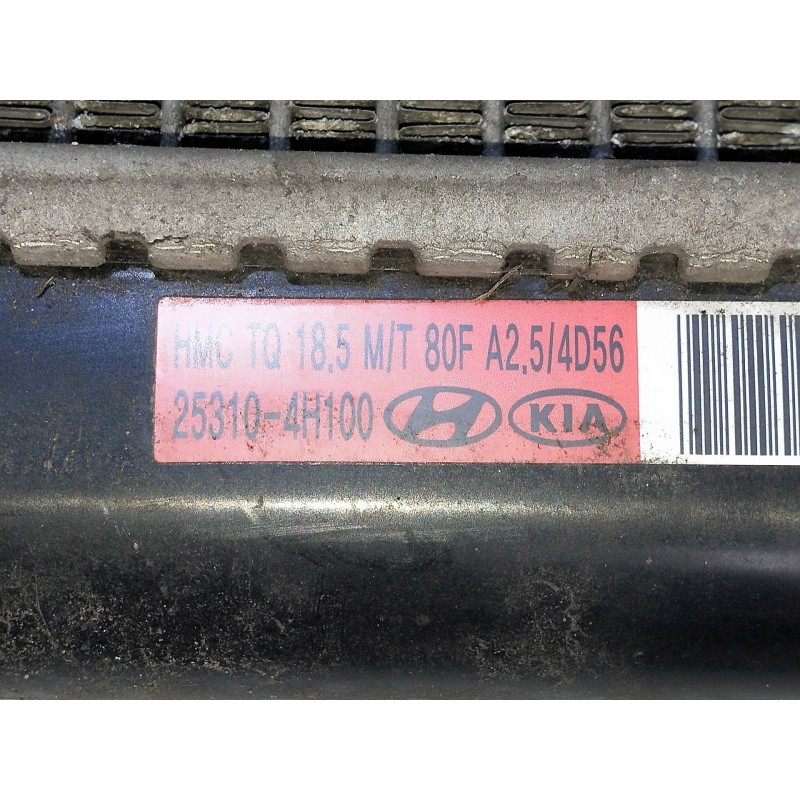 HMC TQ 18,5 M/T 80F A2,5/4D56
25310-4H100 KIA